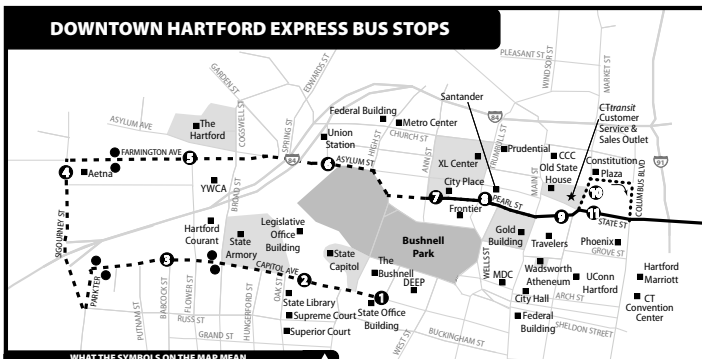 DOWNTOWN HARTFORD EXPRESS BUS STOPS
PLEASANT ST
WINDSOR ST
MARKET ST
EDWARDS ST
GARDEN ST
COGSWELL ST
SPRING ST
HIGH ST
ANN ST
TRUMBULL ST
MAIN ST
COLUMBUS BLVD
ASYLUM AVE
The
Hartford
Federal Building
Metro Center
Union
Station
CHURCH ST
84
84
91
Santander
Prudential
XL Center
City Place
CCC
Old State
House
CTtransit
Customer
Service &
Sales Outlet
Constitution
Plaza
FARMINGTON AVE
ASYLUM ST
PEARL ST
STATE ST
4
5
6
7
8
9
10
11
Aetna
YWCA
BROAD ST
SIGOURNEY ST
Hartford
Courant
State
Armory
Legislative
Office
Building
State
Capitol
Bushnell
Park
The
Bushnell
DEEP
Frontier
Gold
Building
Travelers
Phoenix
GROVE ST
WELLS ST
MDC
Wadsworth
Atheneum
City Hall
UConn
Hartford
Hartford
Marriott
CT
Convention
Center
ARCH ST
Federal
Building
SHELDON STREET
PARKTER
3
2
1
CAPITOL AVE
OAK ST
State Library
Supreme Court
Superior Court
State Office
Building
PUTNAM ST
BABCOCK ST
FLOWER ST
RUSS ST
GRAND ST
HUNGERFORD ST
WEST ST
BUCKINGHAM ST
WHAT THE SYMBOLS ON THE MAP MEAN